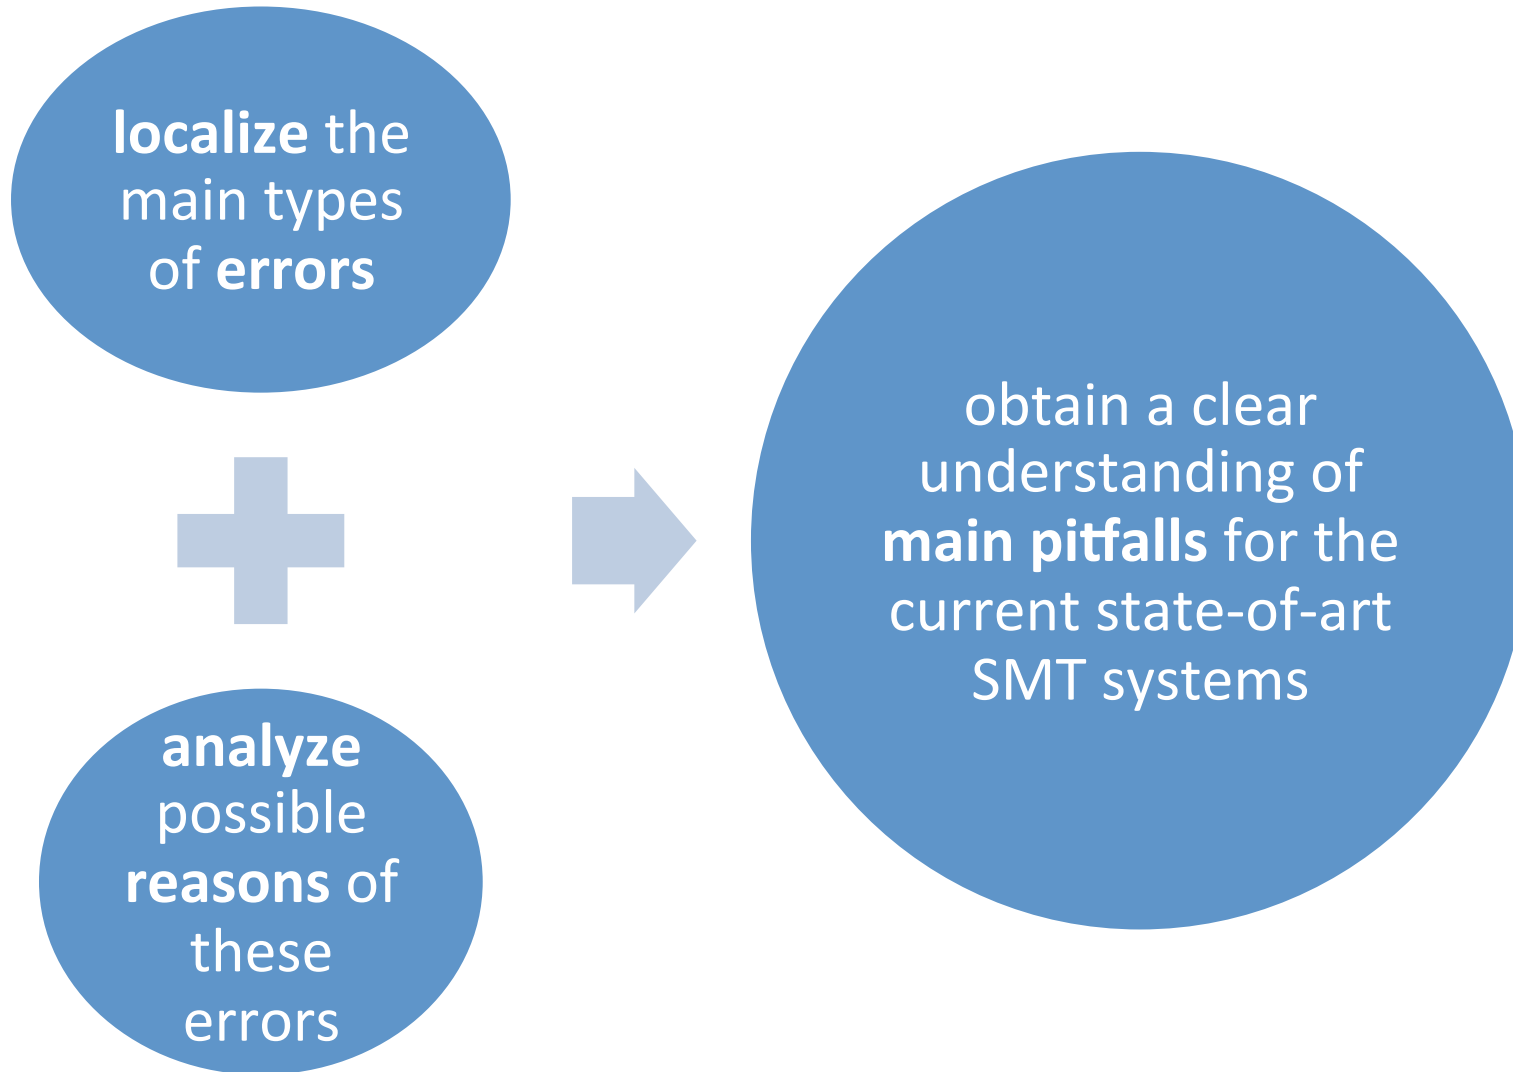 localize the
main types
of errors
analyze
possible
reasons of
these
errors
obtain a clear
understanding of
main pitfalls for the
current state-of-art
SMT systems